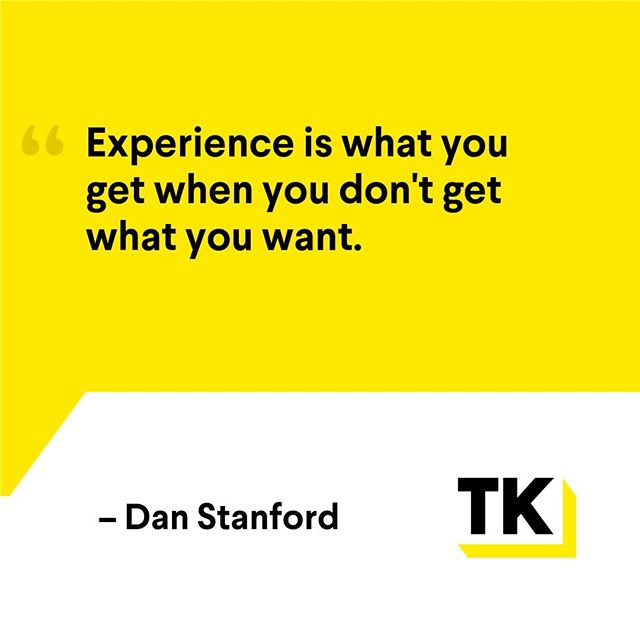 “
Experience is what you
get when you don't get
what you want.
– Dan Stanford
TK